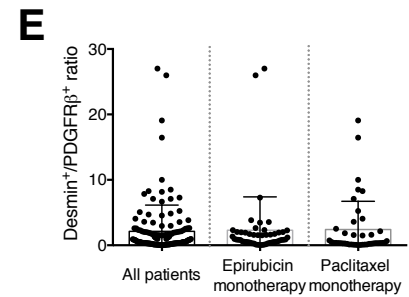 E
Desmin⁺/PDGFRβ⁺ ratio
30
20
10
0
All patients
Epirubicin
monotherapy
Paclitaxel
monotherapy